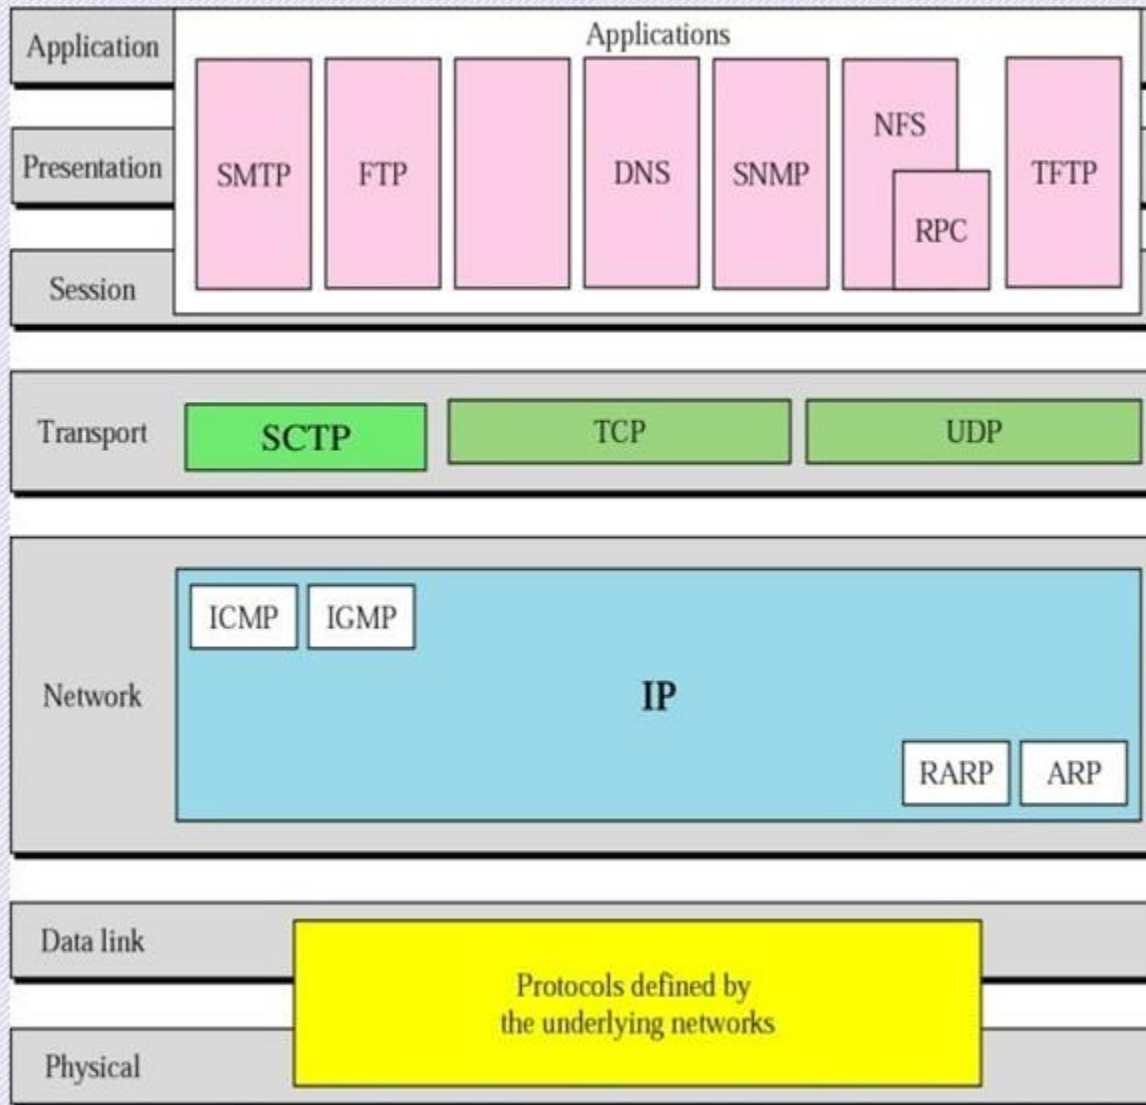 Application
Applications
Presentation
SMTP
FTP
DNS
SNMP
NFS
RPC
TFTP
Session
Transport
SCTP
TCP
UDP
Network
ICMP
IGMP
IP
RARP
ARP
Data link
Protocols defined by
the underlying networks
Physical